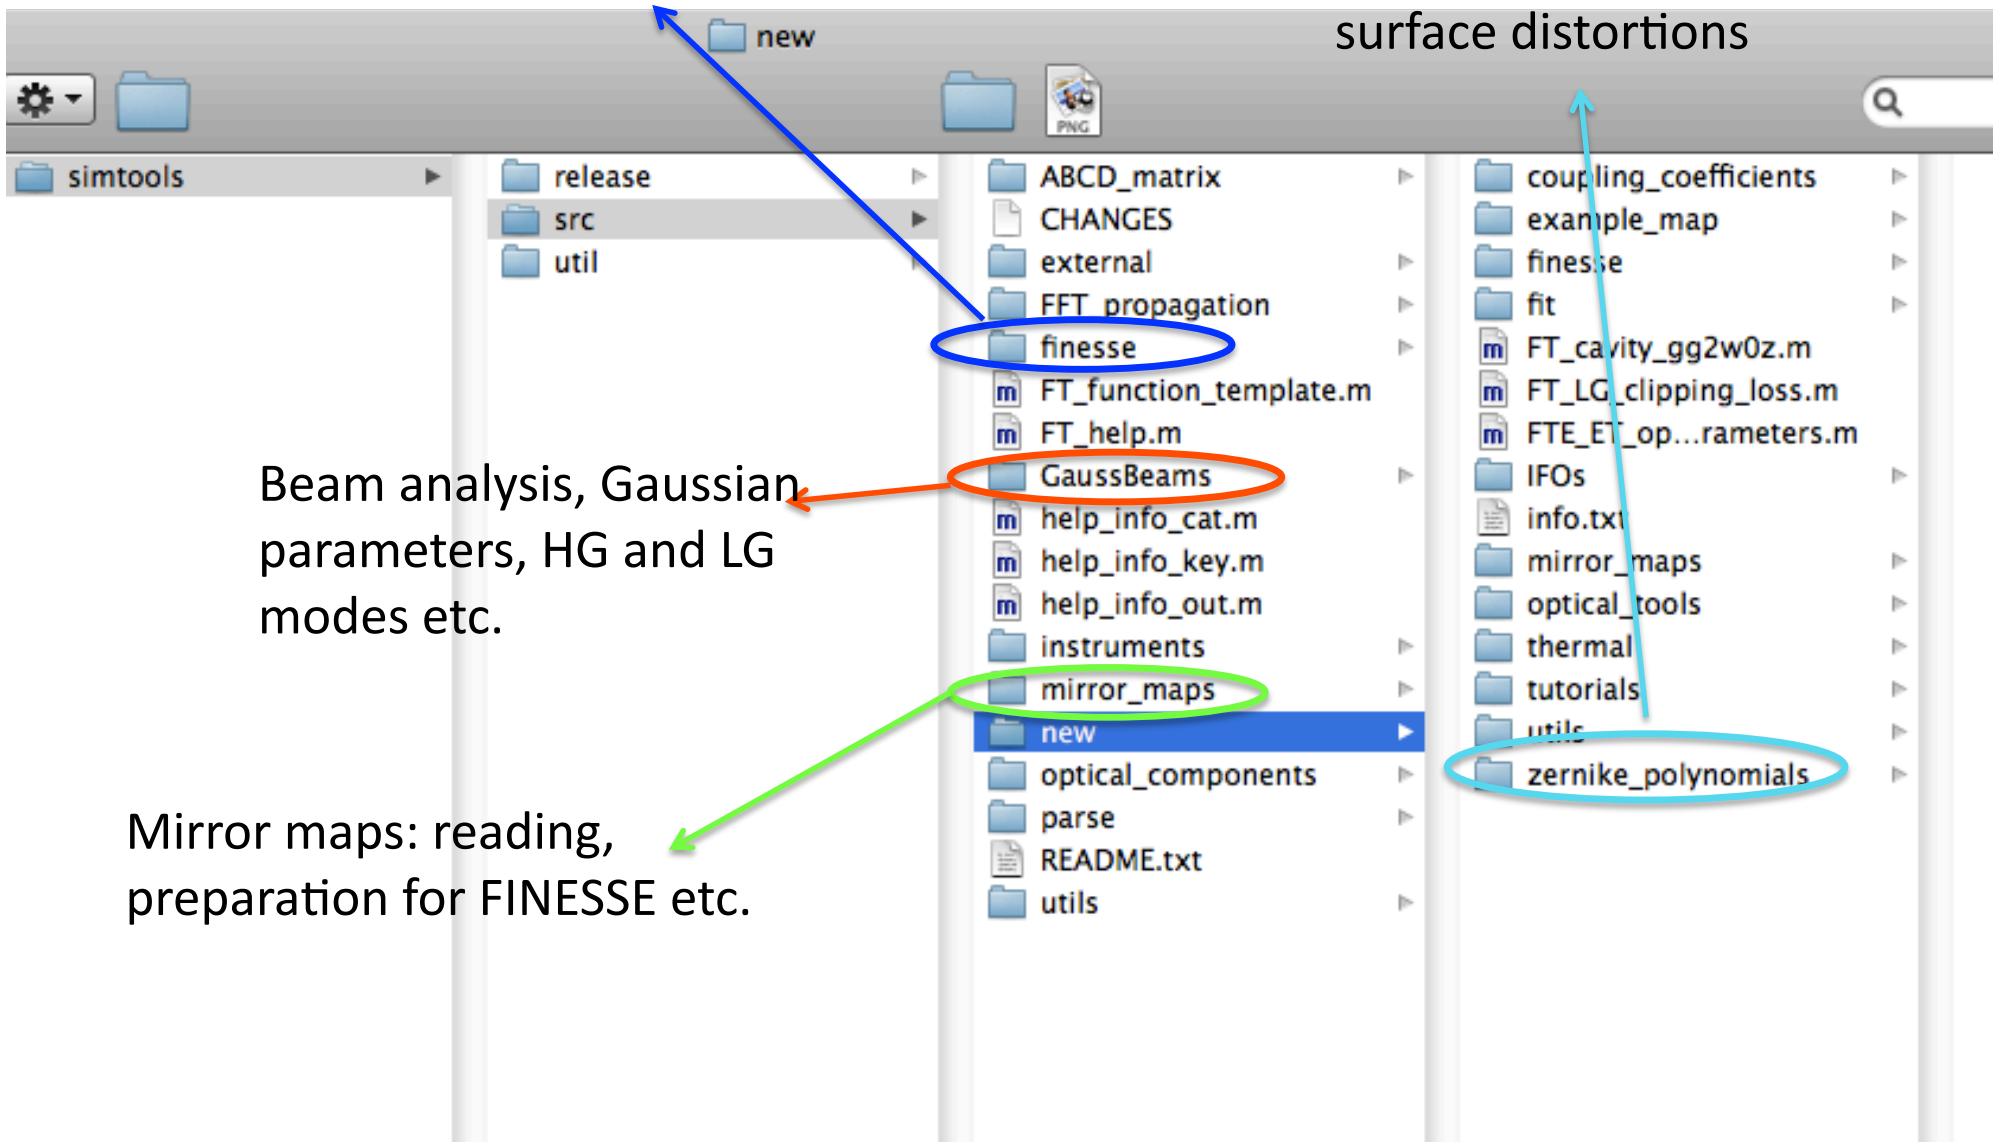 new
surface distortions
PNG
simtools
release
src
util
ABCD_matrix
CHANGES
external
FFT_propagation
finesse
FT_function_template.m
FT_help.m
GaussBeams
help_info_cat.m
help_info_key.m
help_info_out.m
instruments
mirror_maps
new
optical_components
parse
README.txt
utils
coupling_coefficients
example_map
finesse
fit
FT_cavity_gg2w0z.m
FT_LG_clipping_loss.m
FTE_ET_op...rameters.m
IFOs
info.txt
mirror_maps
optical_tools
thermal
tutorials
utils
zernike_polynomials
Beam analysis, Gaussian
parameters, HG and LG
modes etc.
Mirror maps: reading,
preparation for FINESSE etc.